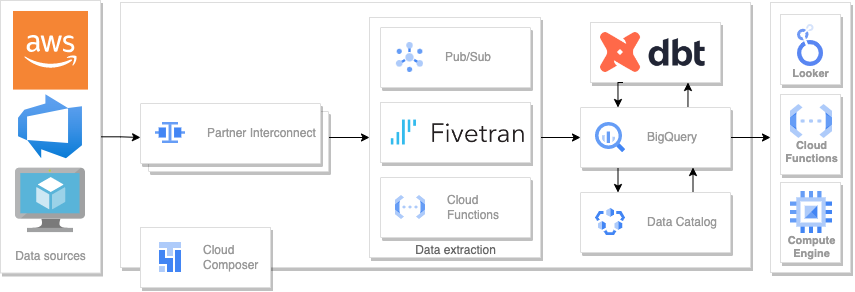 aws
Data sources
Partner Interconnect
Cloud
Composer
Pub/Sub
Fivetran
Cloud
Functions
Data extraction
dbt
BigQuery
Data Catalog
Looker
Cloud
Functions
Compute
Engine